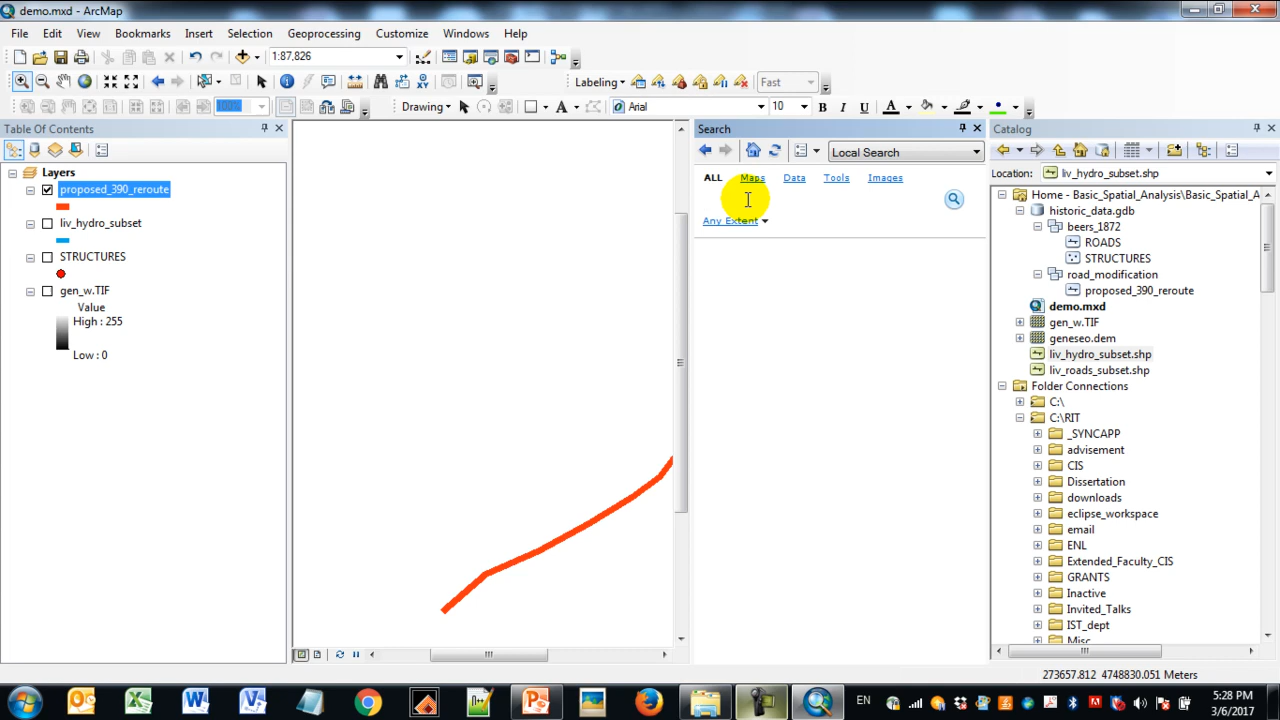 demo.mxd - ArcMap
File Edit View Bookmarks Insert Selection Geoprocessing Customize Windows Help
1:87,826
Labeling Fast
100% Drawing Arial 10 B I U A
Table Of Contents
Layers
proposed_390_reroute
liv_hydro_subset
STRUCTURES
gen_w.TIF
Value
High : 255
Low : 0
Search
Local Search
ALL Maps Data Tools Images
Any Extent
Catalog
Location: liv_hydro_subset.shp
Home - Basic_Spatial_Analysis\Basic_Spatial_A
historic_data.gdb
beers_1872
ROADS
STRUCTURES
road_modification
proposed_390_reroute
demo.mxd
gen_w.TIF
geneseo.dem
liv_hydro_subset.shp
liv_roads_subset.shp
Folder Connections
C:\
C:\RIT
_SYNCAPP
advisement
CIS
Dissertation
downloads
eclipse_workspace
email
ENL
Extended_Faculty_CIS
GRANTS
Inactive
Invited_Talks
IST_dept
Misc
273657.812 4748830.051 Meters
EN
5:28 PM
3/6/2017